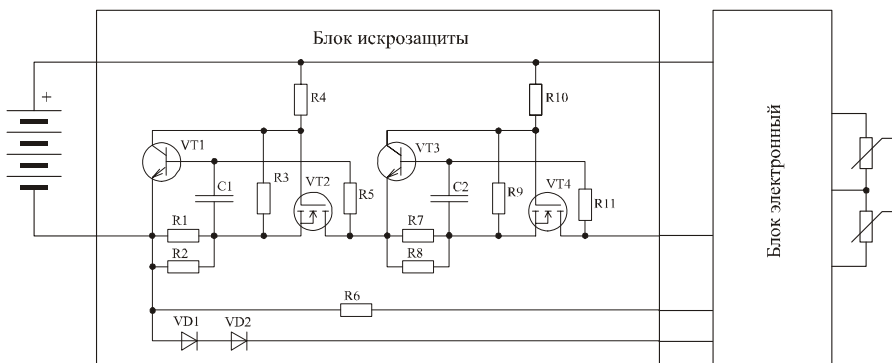 Блок искрозащиты
+
R4
R10
VT1
VT3
R3
R5
R9
R11
C1
VT2
C2
VT4
R1
R7
R2
R8
R6
VD1
VD2
Блок электронный